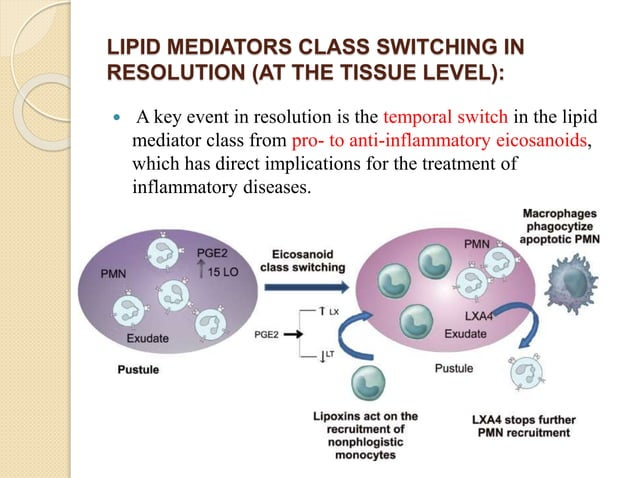 LIPID MEDIATORS CLASS SWITCHING IN
RESOLUTION (AT THE TISSUE LEVEL):
A key event in resolution is the temporal switch in the lipid
mediator class from pro- to anti-inflammatory eicosanoids,
which has direct implications for the treatment of
inflammatory diseases.
PMN
PGE2
↑ 15 LO
Exudate
Pustule
Eicosanoid
class switching
PGE2
↑ LX
↓LT
Lipoxins act on the
recruitment of
nonphlogistic
monocytes
PMN
LXA4
Exudate
Pustule
Macrophages
phagocytize
apoptotic PMN
LXA4 stops further
PMN recruitment